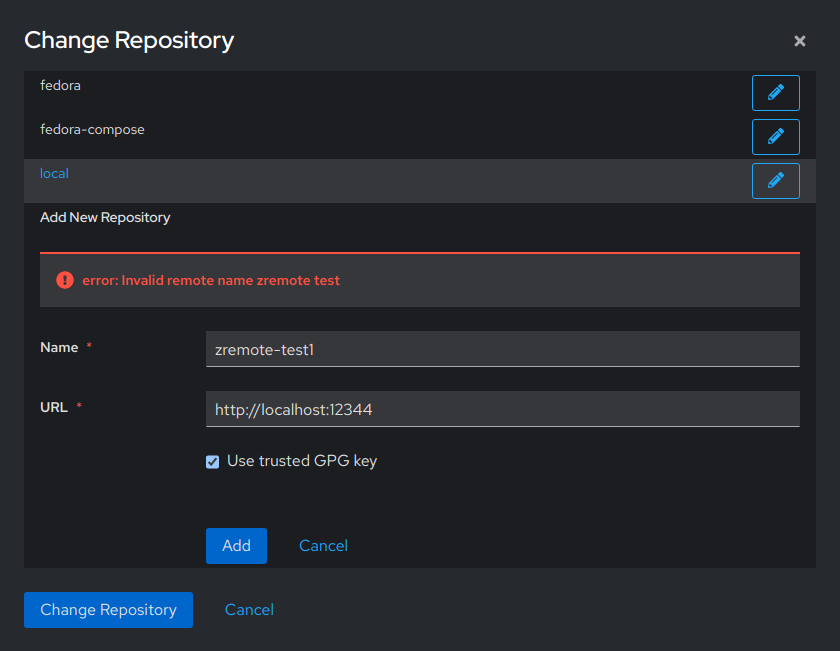 Change Repository
fedora
fedora-compose
local
Add New Repository
error: Invalid remote name zremote test
Name *
zremote-test1
URL *
http://localhost:12344
Use trusted GPG key
Add Cancel
Change Repository Cancel